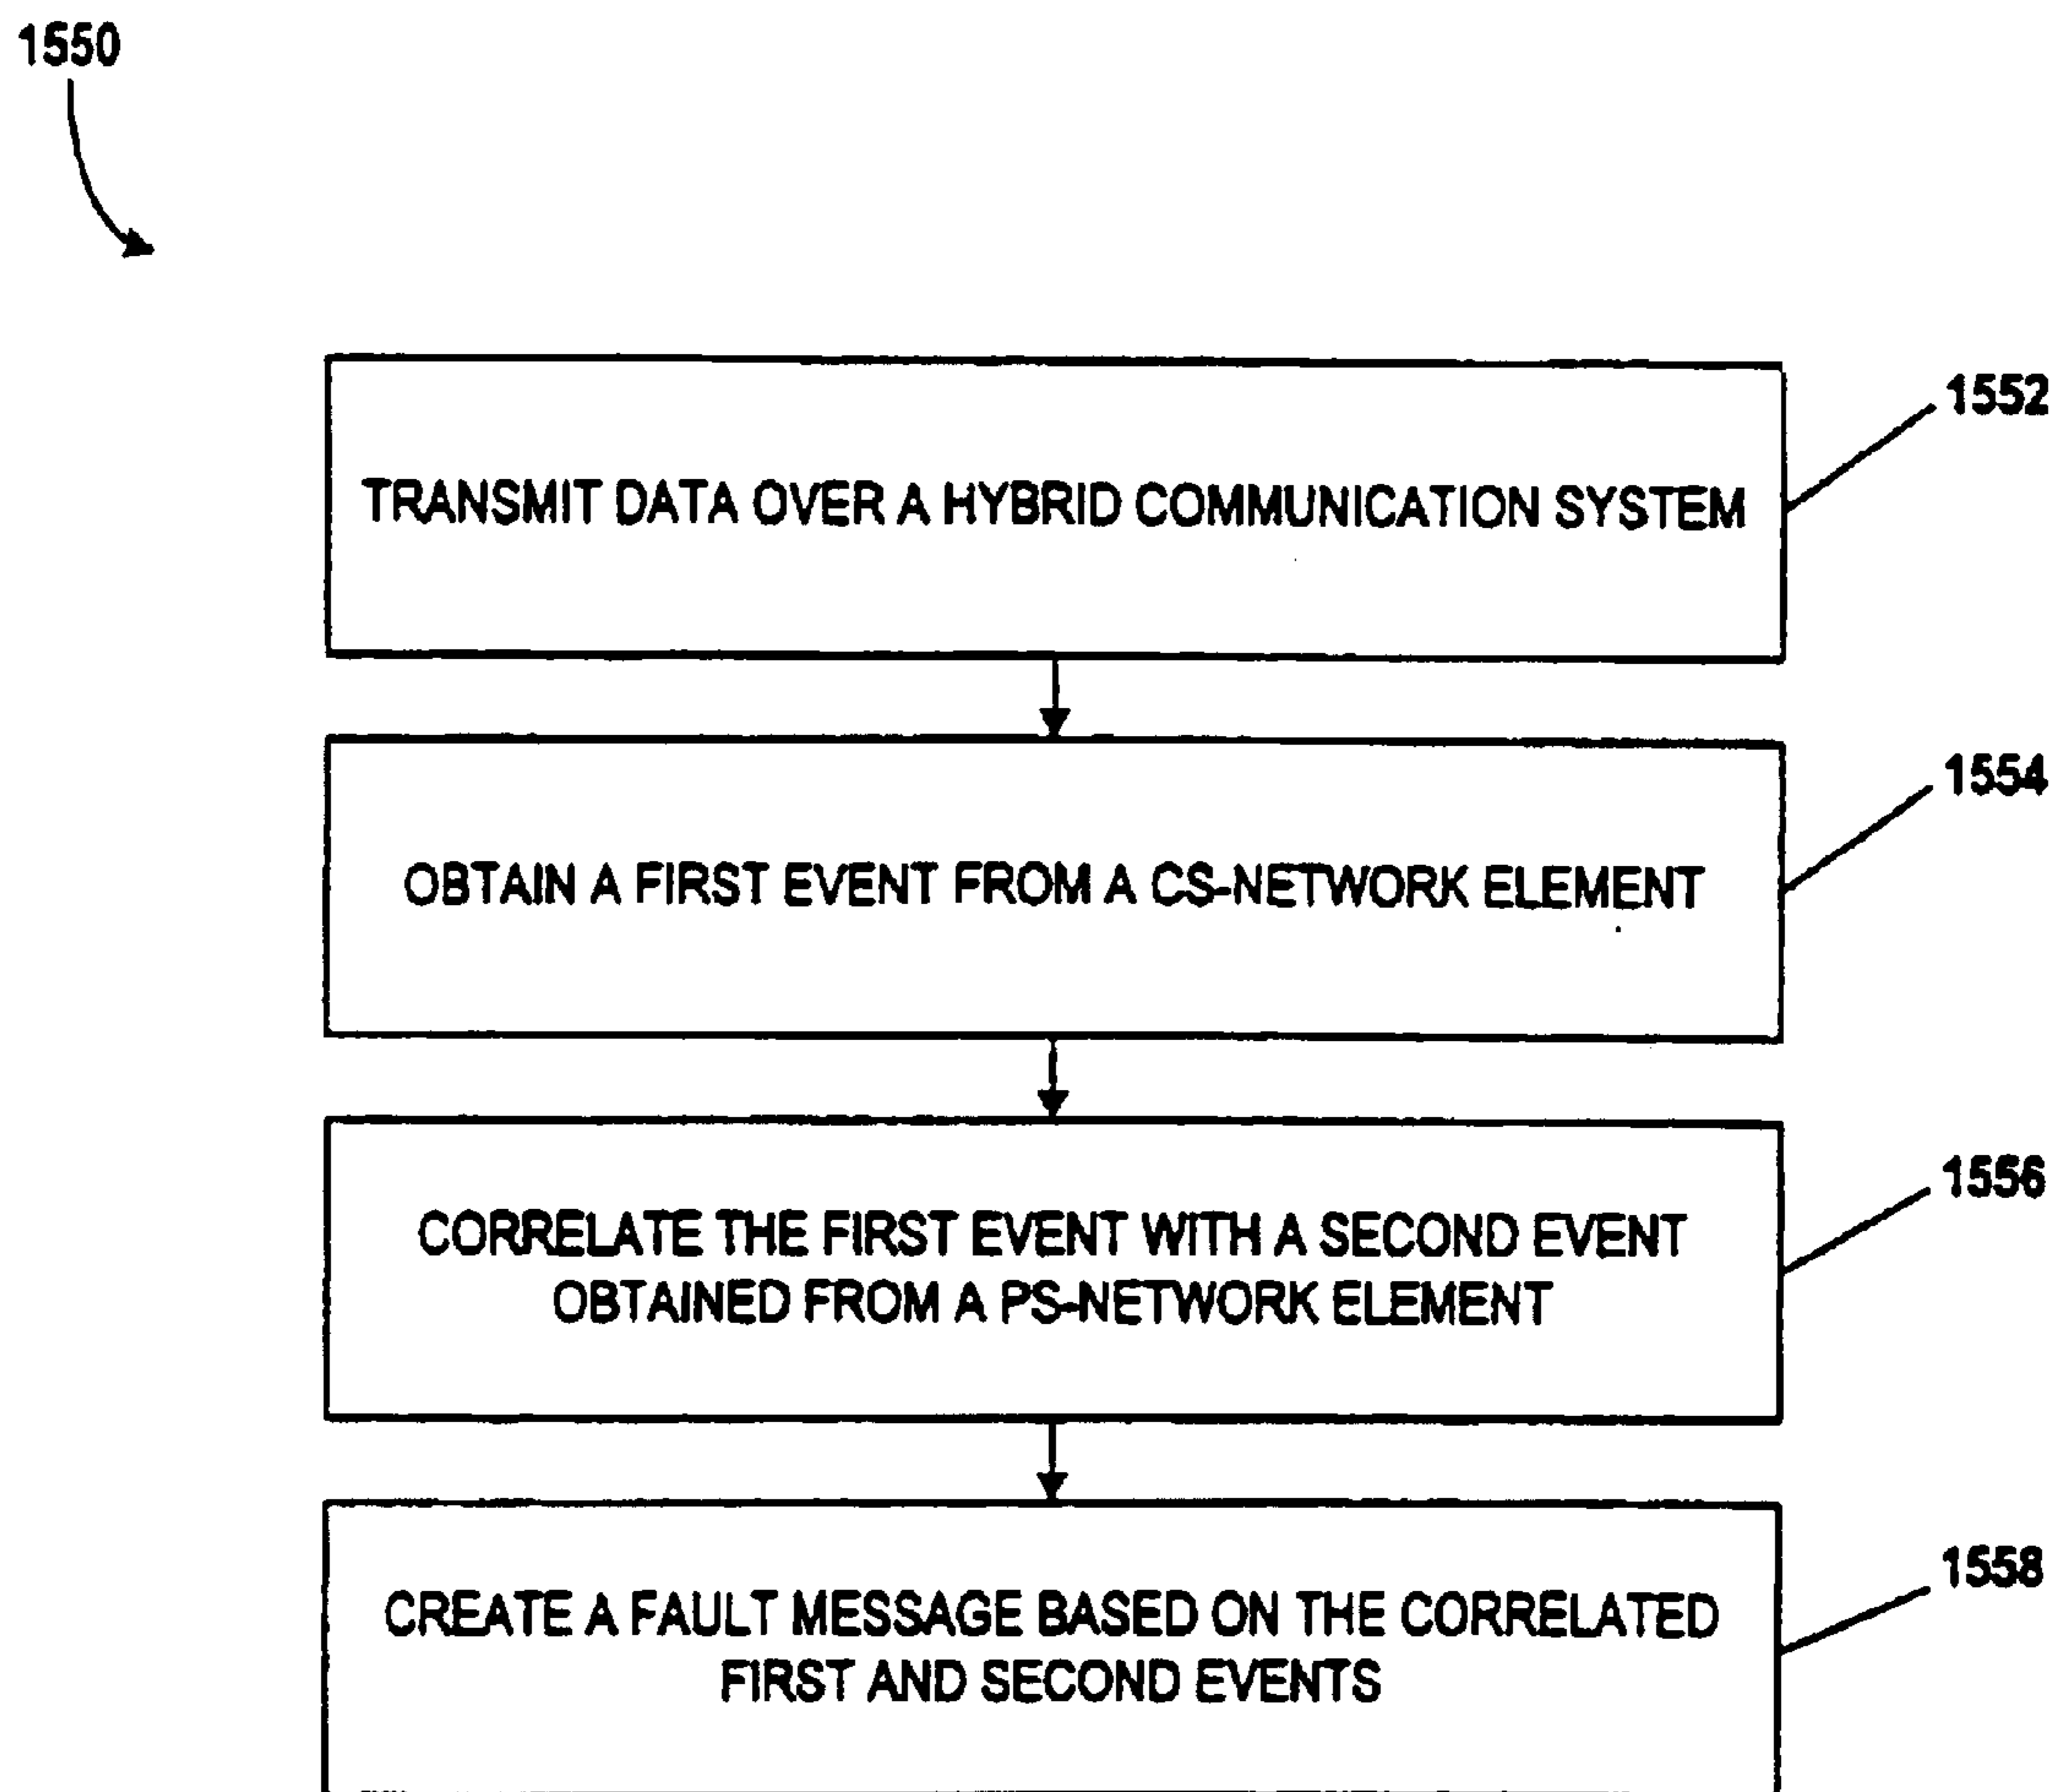 1550
1552
TRANSMIT DATA OVER A HYBRID COMMUNICATION SYSTEM
1554
OBTAIN A FIRST EVENT FROM A CS-NETWORK ELEMENT
1556
CORRELATE THE FIRST EVENT WITH A SECOND EVENT
OBTAINED FROM A PS-NETWORK ELEMENT
1558
CREATE A FAULT MESSAGE BASED ON THE CORRELATED
FIRST AND SECOND EVENTS